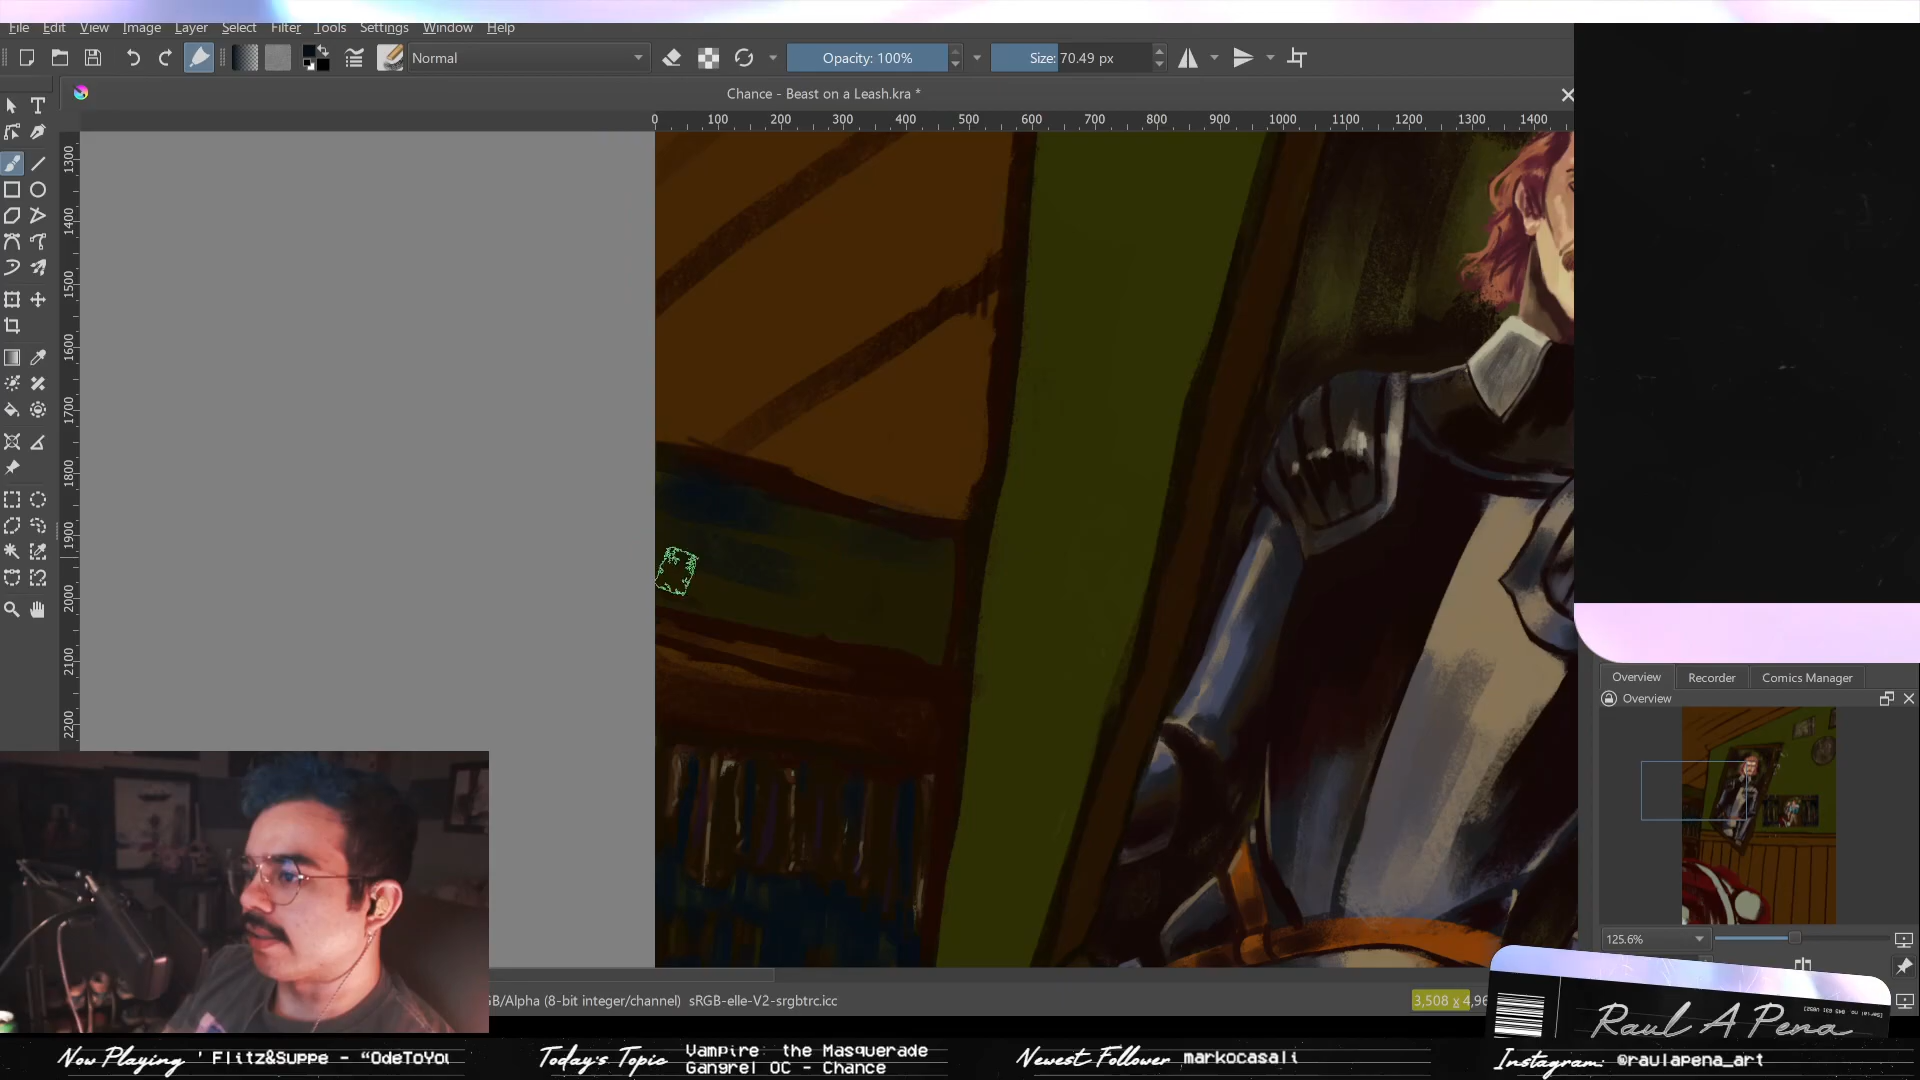 File Edit View Image Layer Select Filter Tools Settings Window Help
Normal
Opacity: 100%
Size: 70.49 px
Chance - Beast on a Leash.kra *
0 100 200 300 400 500 600 700 800 900 1000 1100 1200 1300 1400
1300
1400
1500
1600
1700
1800
1900
2000
2100
2200
Overview Recorder Comics Manager
Overview
125.6%
GB/Alpha (8-bit integer/channel) sRGB-elle-V2-srgbtrc.icc
3,508 x 4,96
Raul A Pena
Now Playing ' Flitz&Suppe - “OdeToYou
Today's Topic Vampire: the Masquerade
Gangrel OC - Chance
Newest Follower markocasali
Instagram: @raulapena_art